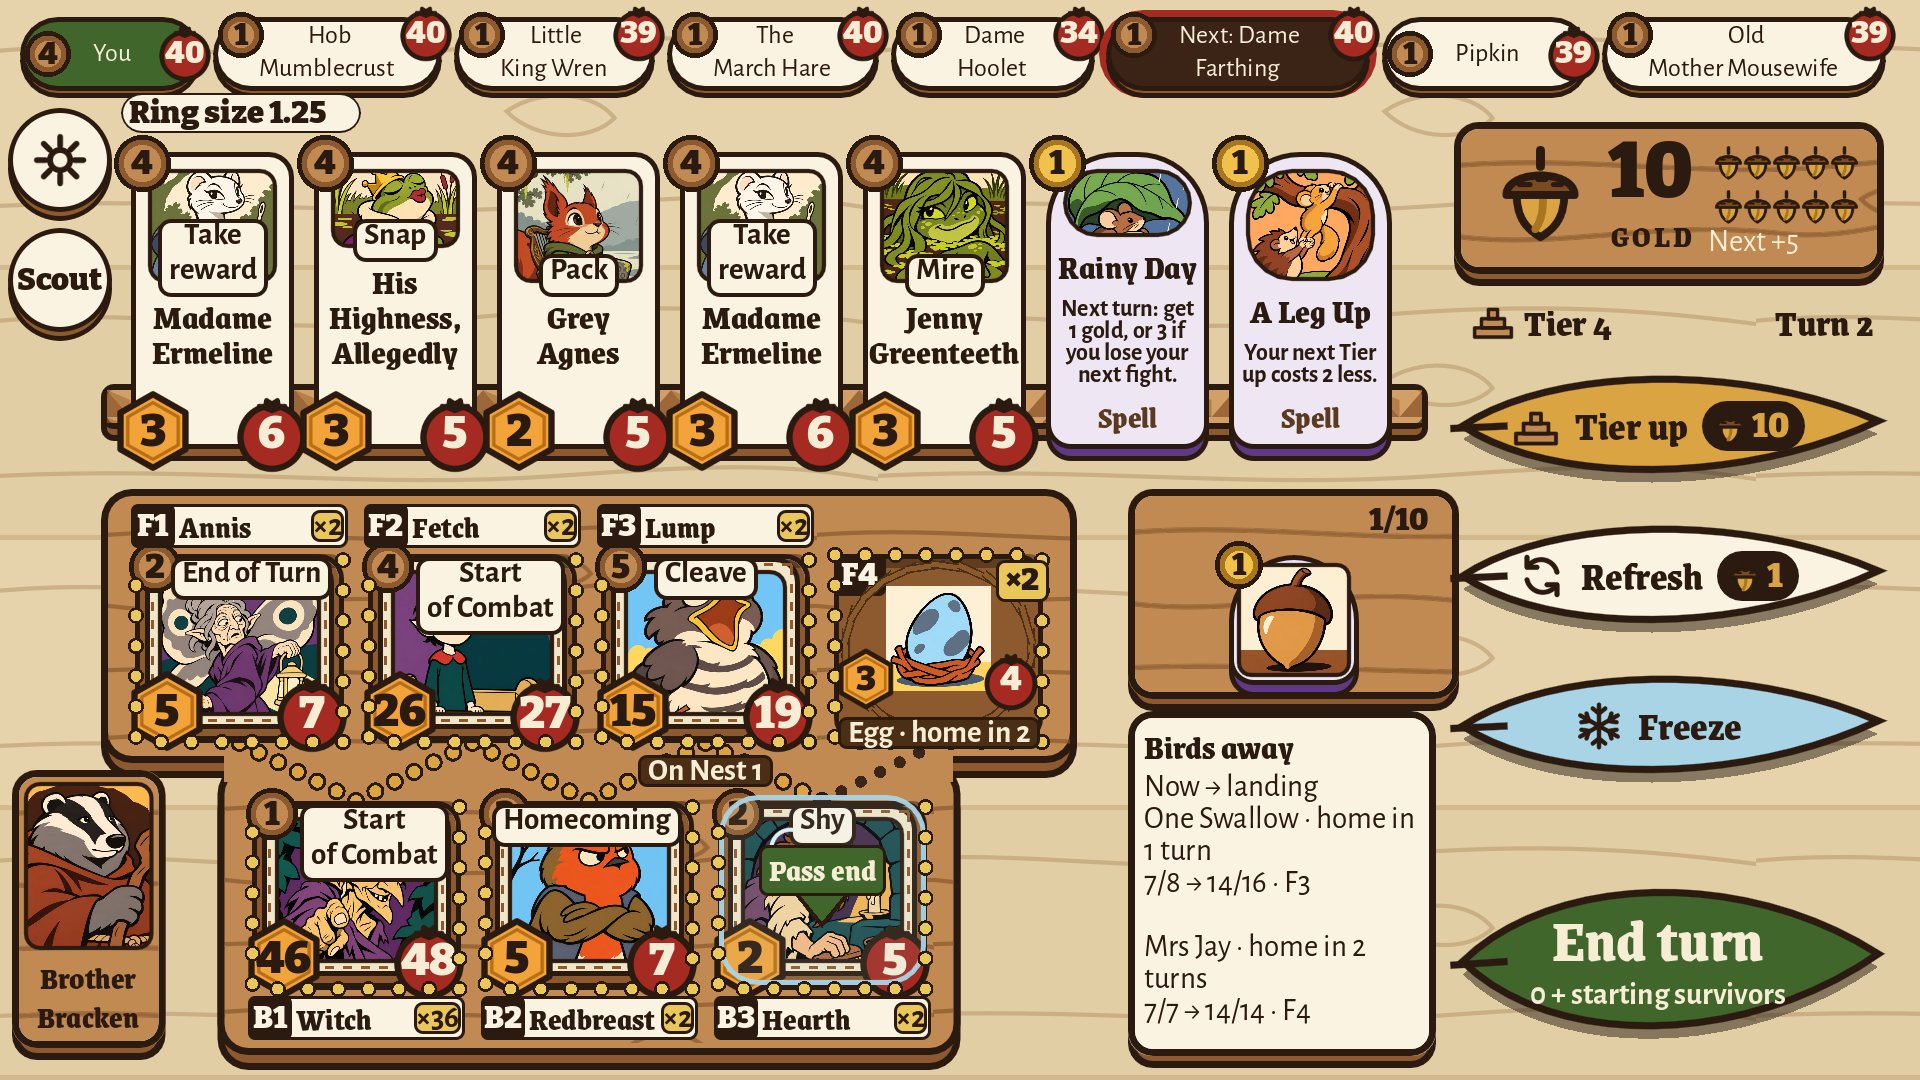 4 You 40
1 Hob Mumblecrust 40
1 Little King Wren 39
1 The March Hare 40
1 Dame Hoolet 34
1 Next: Dame Farthing 40
1 Pipkin 39
1 Old Mother Mousewife 39
Ring size 1.25
Scout
4
Take reward
Madame Ermeline
3 6
4
Snap
His Highness, Allegedly
3 5
4
Pack
Grey Agnes
2 5
4
Take reward
Madame Ermeline
3 6
4
Mire
Jenny Greenteeth
3 5
1
Rainy Day
Next turn: get
1 gold, or 3 if
you lose your
next fight.
Spell
1
A Leg Up
Your next Tier
up costs 2 less.
Spell
10
GOLD
Next +5
Tier 4
Turn 2
Tier up 10
Refresh 1
Freeze
End turn
0 + starting survivors
F1 Annis ×2
2 End of Turn
5 7
F2 Fetch ×2
4 Start of Combat
26 27
F3 Lump ×2
5 Cleave
15 19
F4 ×2
3 4
Egg · home in 2
On Nest 1
1 Start of Combat
46 48
B1 Witch ×36
Homecoming
5 7
B2 Redbreast ×2
2 Shy
Pass end
2 5
B3 Hearth ×2
Brother
Bracken
1/10
1
Birds away
Now → landing
One Swallow · home in
1 turn
7/8 → 14/16 · F3
Mrs Jay · home in 2
turns
7/7 → 14/14 · F4